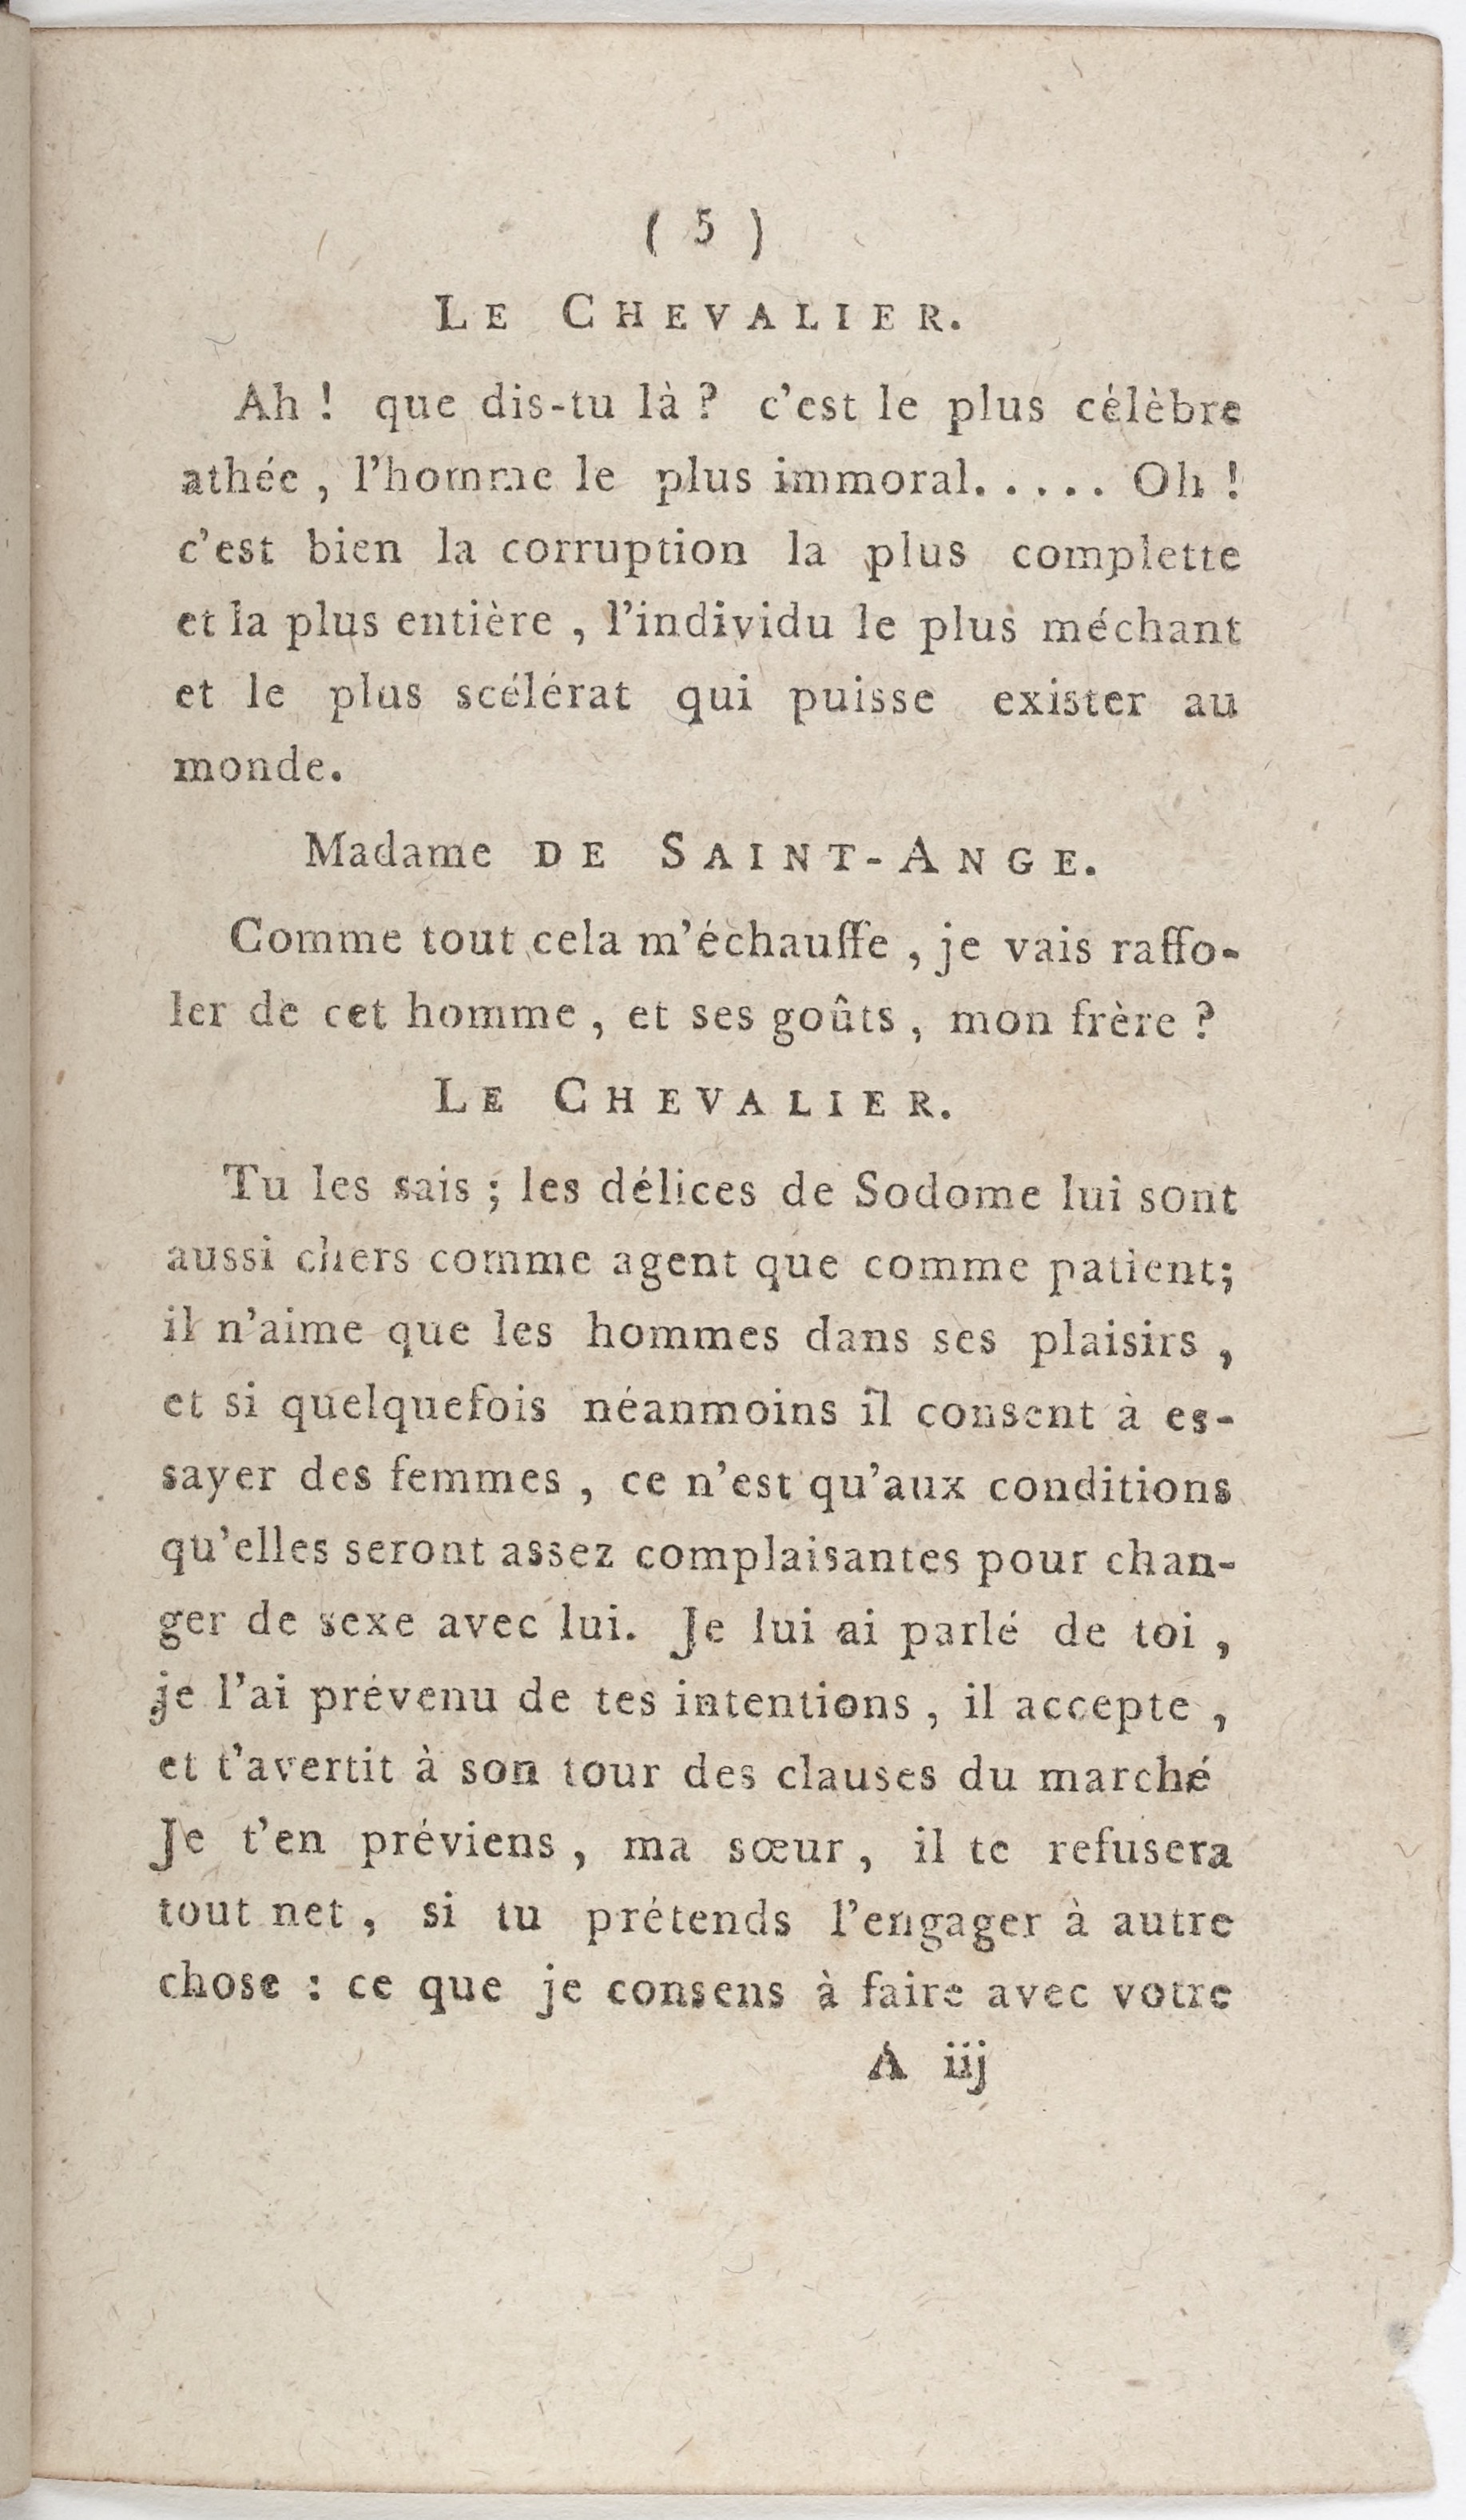 ( 5 )
LE CHEVALIER.
Ah ! que dis-tu là ? c'est le plus célèbre
athée , l'homme le plus immoral..... Oh !
c'est bien la corruption la plus complette
et la plus entière , l'individu le plus méchant
et le plus scélérat qui puisse exister au
monde.
Madame DE SAINT-ANGE.
Comme tout cela m'échauffe , je vais raffo-
ler de cet homme , et ses goûts , mon frère ?
LE CHEVALIER.
Tu les sais ; les délices de Sodome lui sont
aussi chers comme agent que comme patient;
il n'aime que les hommes dans ses plaisirs ,
et si quelquefois néanmoins il consent à es-
sayer des femmes , ce n'est qu'aux conditions
qu'elles seront assez complaisantes pour chan-
ger de sexe avec lui. Je lui ai parlé de toi ,
je l'ai prévenu de tes intentions , il accepte ,
et t'avertit à son tour des clauses du marché
Je t'en préviens , ma sœur , il te refusera
tout net , si tu prétends l'engager à autre
chose : ce que je consens à faire avec votre
A iij